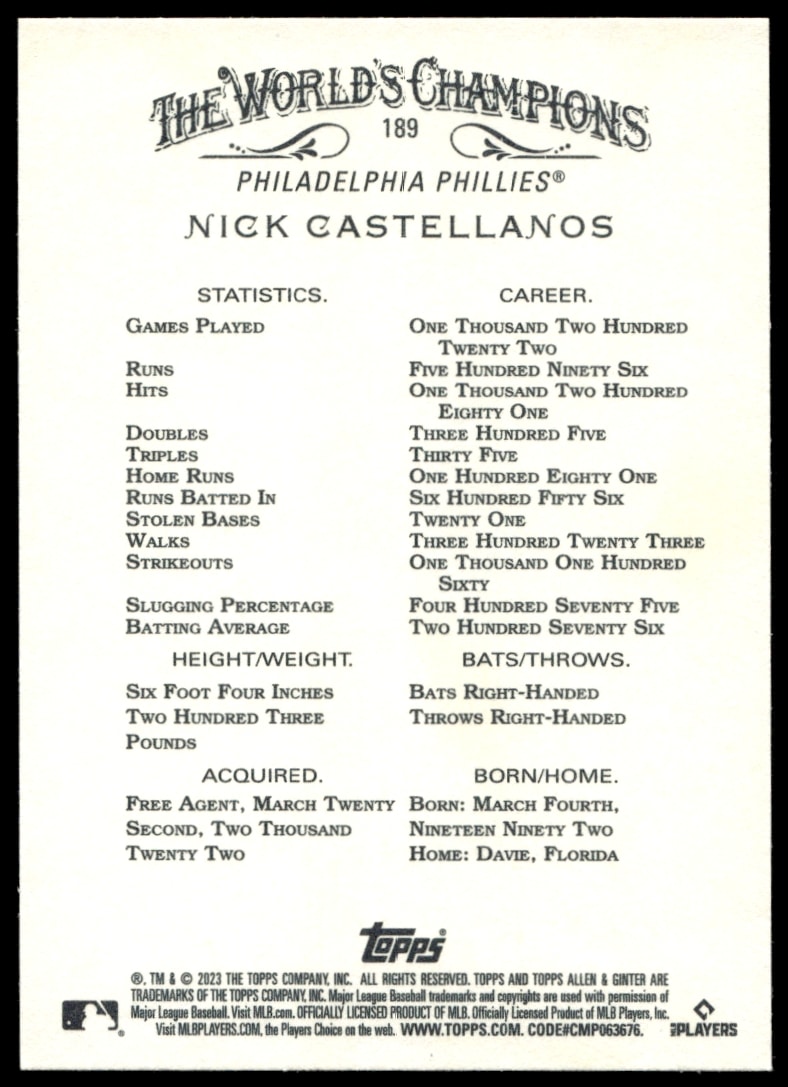 THE WORLD'S CHAMPIONS
189
PHILADELPHIA PHILLIES®
NICK CASTELLANOS
STATISTICS. CAREER.
GAMES PLAYED ONE THOUSAND TWO HUNDRED
TWENTY TWO
RUNS FIVE HUNDRED NINETY SIX
HITS ONE THOUSAND TWO HUNDRED
EIGHTY ONE
DOUBLES THREE HUNDRED FIVE
TRIPLES THIRTY FIVE
HOME RUNS ONE HUNDRED EIGHTY ONE
RUNS BATTED IN SIX HUNDRED FIFTY SIX
STOLEN BASES TWENTY ONE
WALKS THREE HUNDRED TWENTY THREE
STRIKEOUTS ONE THOUSAND ONE HUNDRED
SIXTY
SLUGGING PERCENTAGE FOUR HUNDRED SEVENTY FIVE
BATTING AVERAGE TWO HUNDRED SEVENTY SIX
HEIGHT/WEIGHT. BATS/THROWS.
SIX FOOT FOUR INCHES BATS RIGHT-HANDED
TWO HUNDRED THREE THROWS RIGHT-HANDED
POUNDS
ACQUIRED. BORN/HOME.
FREE AGENT, MARCH TWENTY BORN: MARCH FOURTH,
SECOND, TWO THOUSAND NINETEEN NINETY TWO
TWENTY TWO HOME: DAVIE, FLORIDA
Topps®
®, TM & © 2023 THE TOPPS COMPANY, INC. ALL RIGHTS RESERVED. TOPPS AND TOPPS ALLEN & GINTER ARE
TRADEMARKS OF THE TOPPS COMPANY, INC. Major League Baseball trademarks and copyrights are used with permission of
Major League Baseball. Visit MLB.com. OFFICIALLY LICENSED PRODUCT OF MLB. Officially Licensed Product of MLB Players, Inc.
Visit MLBPLAYERS.COM, the Players Choice on the web. WWW.TOPPS.COM. CODE#CMP063676.
MLB PLAYERS